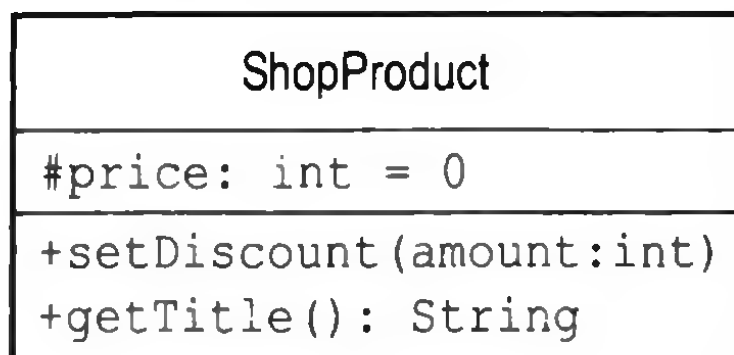 ShopProduct
#price: int = 0
+setDiscount(amount:int)
+getTitle(): String